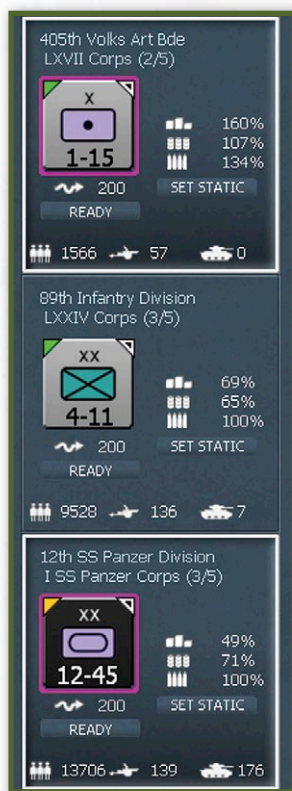 405th Volks Art Bde
LXVII Corps (2/5)
X
1-15
160%
107%
134%
200
SET STATIC
READY
1566
57
0
89th Infantry Division
LXXIV Corps (3/5)
XX
4-11
69%
65%
100%
200
SET STATIC
READY
9528
136
7
12th SS Panzer Division
I SS Panzer Corps (3/5)
XX
12-45
49%
71%
100%
200
SET STATIC
READY
13706
139
176